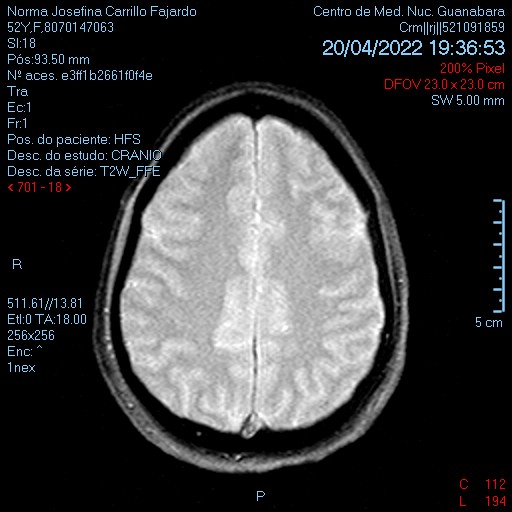 Norma Josefina Carrillo Fajardo
52Y,F,8070147063
Sl:18
Pós:93.50 mm
Nº aces. e3ff1b2661f0f4e
Tra
Ec:1
Fr:1
Pos. do paciente: HFS
Desc. do estudo: CRANIO
Desc. da série: T2W_FFE
< 701 - 18 >
Centro de Med. Nuc. Guanabara
Crm||rj||521091859
20/04/2022 19:36:53
200% Pixel
DFOV 23.0 x 23.0 cm
SW 5.00 mm
R
5 cm
511.61//13.81
Etl:0 TA:18.00
256x256
Enc: ^
1nex
P
C 112
L 194